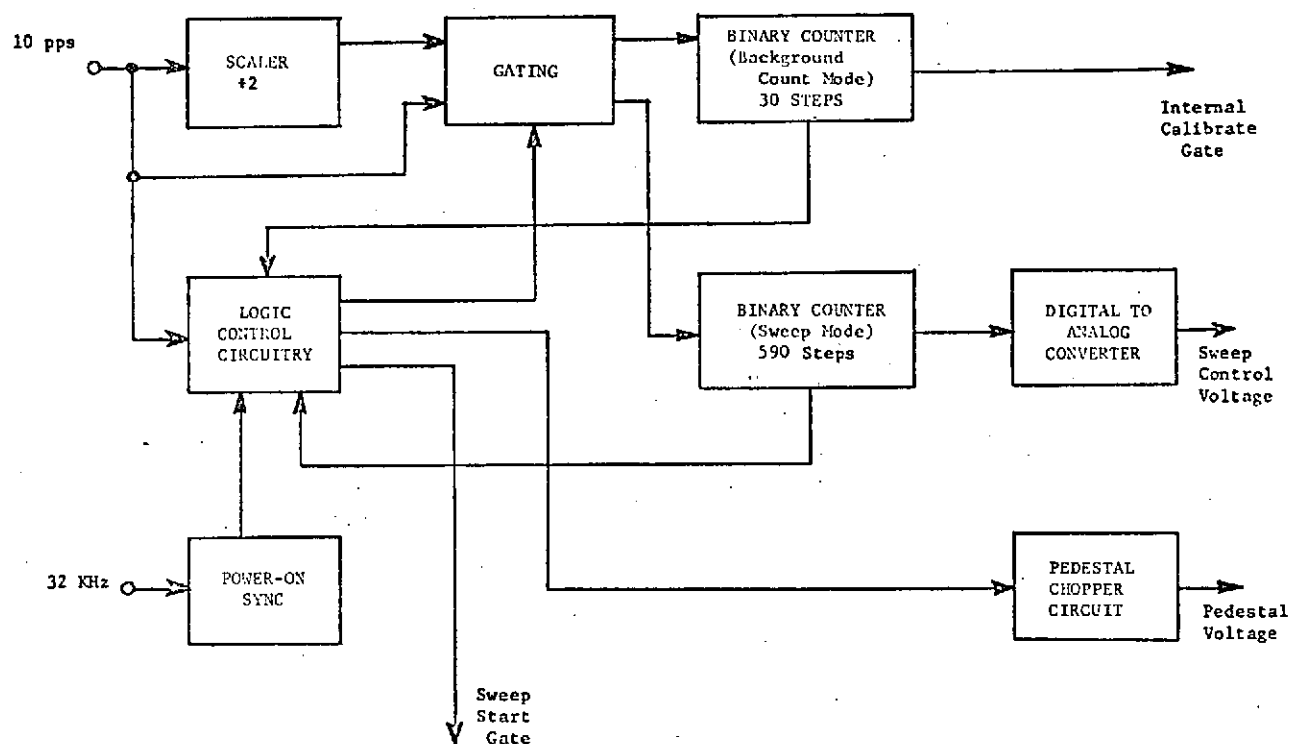 10 pps
SCALER
÷2
GATING
BINARY COUNTER
(Background
Count Mode)
30 STEPS
Internal
Calibrate
Gate
LOGIC
CONTROL
CIRCUITRY
BINARY COUNTER
(Sweep Mode)
590 Steps
DIGITAL TO
ANALOG
CONVERTER
Sweep
Control
Voltage
32 KHz
POWER-ON
SYNC
PEDESTAL
CHOPPER
CIRCUIT
Pedestal
Voltage
Sweep
Start
Gate